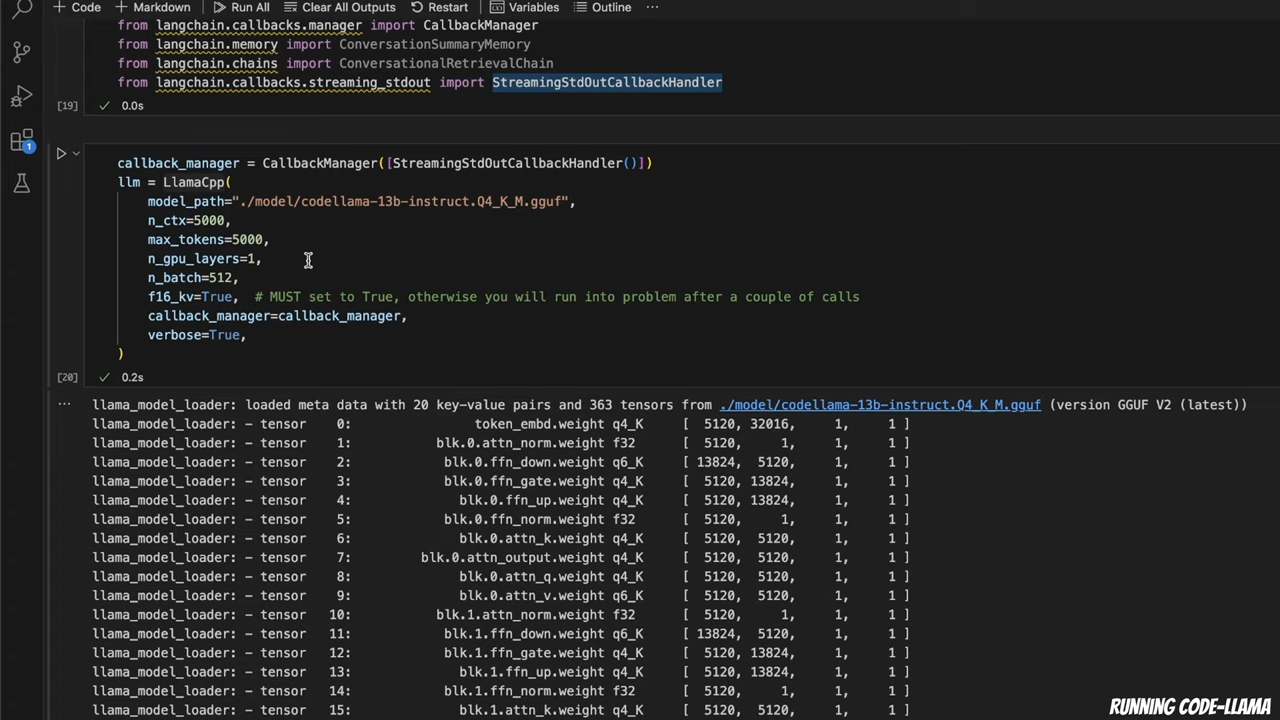 + Code + Markdown Run All Clear All Outputs Restart Variables Outline ...
from langchain.callbacks.manager import CallbackManager
from langchain.memory import ConversationSummaryMemory
from langchain.chains import ConversationalRetrievalChain
from langchain.callbacks.streaming_stdout import StreamingStdOutCallbackHandler
[19] 0.0s
1
callback_manager = CallbackManager([StreamingStdOutCallbackHandler()])
llm = LlamaCpp(
model_path="./model/codellama-13b-instruct.Q4_K_M.gguf",
n_ctx=5000,
max_tokens=5000,
n_gpu_layers=1,
n_batch=512,
f16_kv=True, # MUST set to True, otherwise you will run into problem after a couple of calls
callback_manager=callback_manager,
verbose=True,
)
[20] 0.2s
... llama_model_loader: loaded meta data with 20 key-value pairs and 363 tensors from ./model/codellama-13b-instruct.Q4_K_M.gguf (version GGUF V2 (latest))
llama_model_loader: - tensor 0: token_embd.weight q4_K [ 5120, 32016, 1, 1 ]
llama_model_loader: - tensor 1: blk.0.attn_norm.weight f32 [ 5120, 1, 1, 1 ]
llama_model_loader: - tensor 2: blk.0.ffn_down.weight q6_K [ 13824, 5120, 1, 1 ]
llama_model_loader: - tensor 3: blk.0.ffn_gate.weight q4_K [ 5120, 13824, 1, 1 ]
llama_model_loader: - tensor 4: blk.0.ffn_up.weight q4_K [ 5120, 13824, 1, 1 ]
llama_model_loader: - tensor 5: blk.0.ffn_norm.weight f32 [ 5120, 1, 1, 1 ]
llama_model_loader: - tensor 6: blk.0.attn_k.weight q4_K [ 5120, 5120, 1, 1 ]
llama_model_loader: - tensor 7: blk.0.attn_output.weight q4_K [ 5120, 5120, 1, 1 ]
llama_model_loader: - tensor 8: blk.0.attn_q.weight q4_K [ 5120, 5120, 1, 1 ]
llama_model_loader: - tensor 9: blk.0.attn_v.weight q6_K [ 5120, 5120, 1, 1 ]
llama_model_loader: - tensor 10: blk.1.attn_norm.weight f32 [ 5120, 1, 1, 1 ]
llama_model_loader: - tensor 11: blk.1.ffn_down.weight q6_K [ 13824, 5120, 1, 1 ]
llama_model_loader: - tensor 12: blk.1.ffn_gate.weight q4_K [ 5120, 13824, 1, 1 ]
llama_model_loader: - tensor 13: blk.1.ffn_up.weight q4_K [ 5120, 13824, 1, 1 ]
llama_model_loader: - tensor 14: blk.1.ffn_norm.weight f32 [ 5120, 1, 1, 1 ]
llama_model_loader: - tensor 15: blk.1.attn_k.weight q4_K [ 5120, 5120, 1, 1 ]
RUNNING CODE-LLAMA